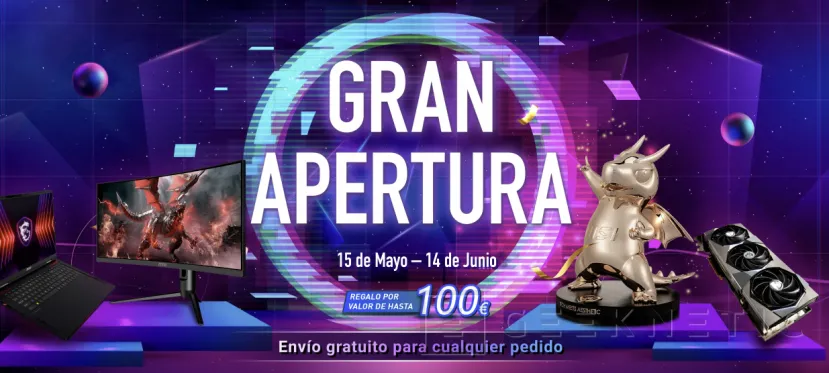 GRAN
APERTURA
15 de Mayo – 14 de Junio
REGALO POR
VALOR DE HASTA
100€
Envío gratuito para cualquier pedido